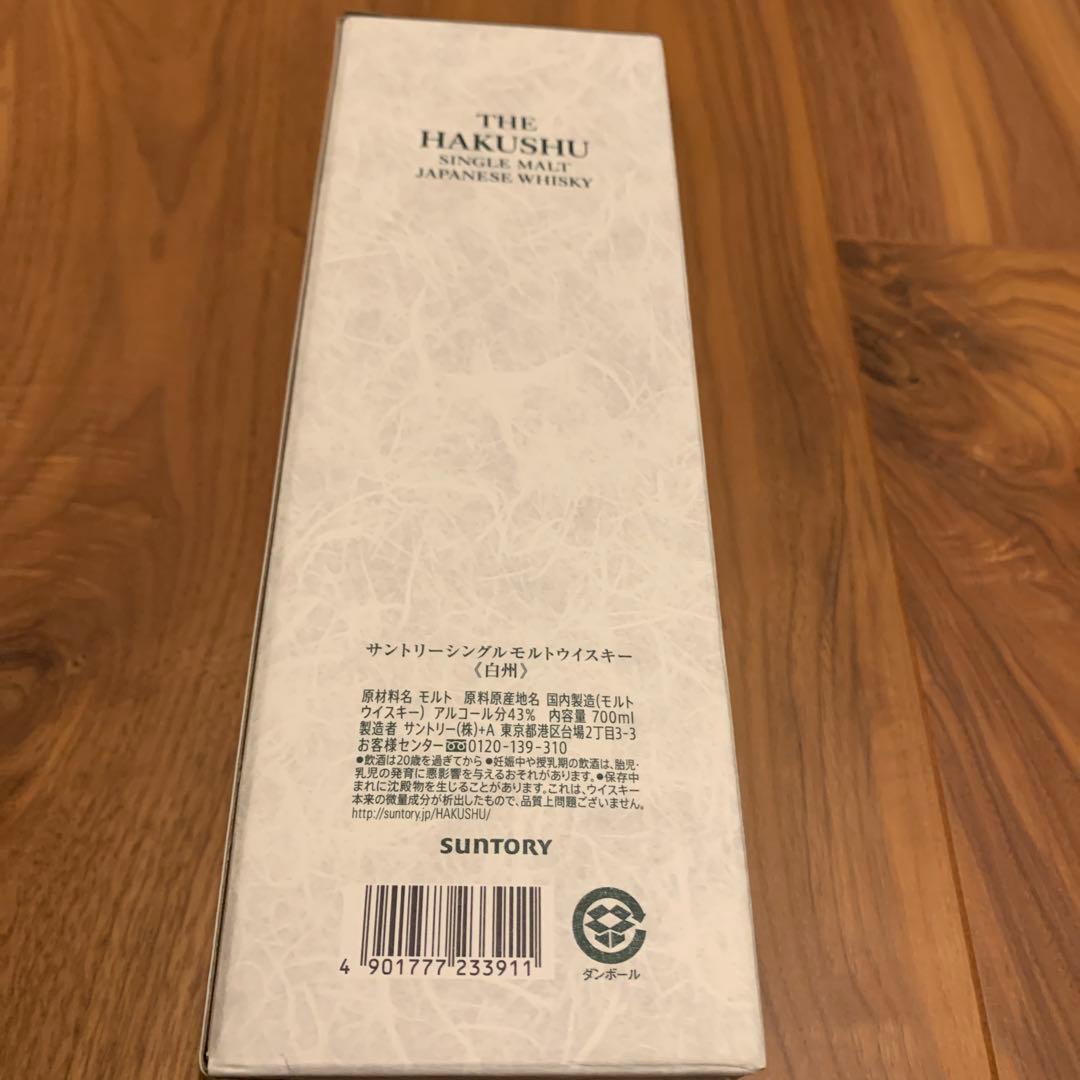 THE
HAKUSHU
SINGLE MALT
JAPANESE WHISKY
サントリーシングルモルトウイスキー
《白州》
原材料名 モルト 原料原産地名 国内製造(モルト
ウイスキー) アルコール分43% 内容量 700ml
製造者 サントリー(株)+A 東京都港区台場2丁目3-3
お客様センター 0120-139-310
●飲酒は20歳を過ぎてから ●妊娠中や授乳期の飲酒は、胎児・
乳児の発育に悪影響を与えるおそれがあります。●保存中
まれに沈殿物を生じることがあります。これは、ウイスキー
本来の微量成分が析出したもので、品質上問題ございません。
http://suntory.jp/HAKUSHU/
SUNTORY
4 901777 233911
ダンボール